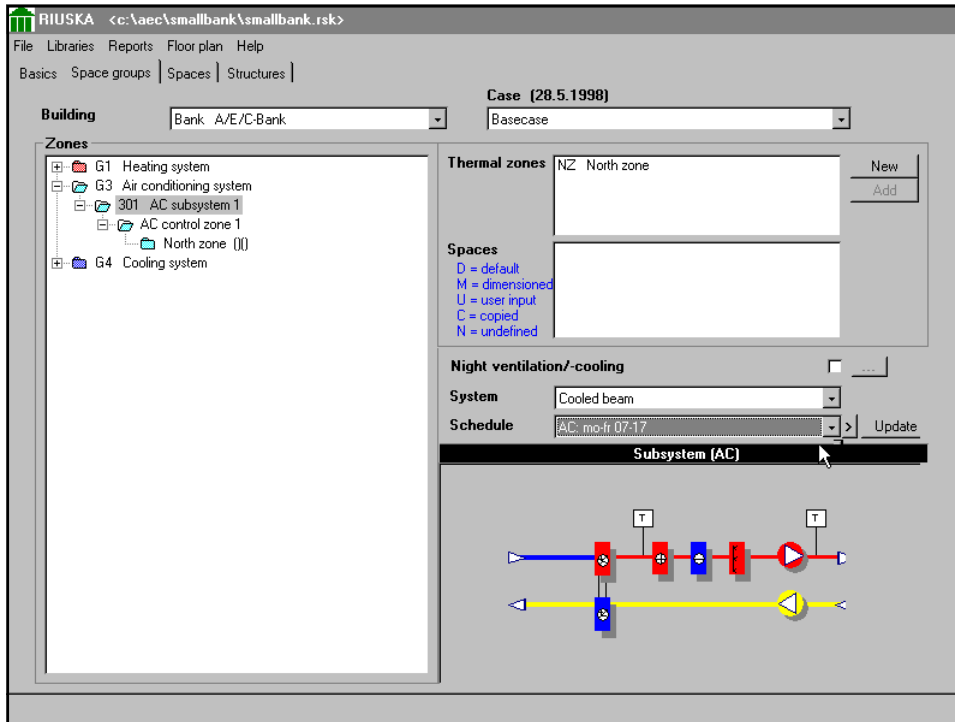 RIUSKA <c:\aec\smallbank\smallbank.rsk>
File Libraries Reports Floor plan Help
Basics Space groups Spaces Structures
Case (28.5.1998)
Building Bank A/E/C-Bank Basecase
Zones
G1 Heating system
G3 Air conditioning system
301 AC subsystem 1
AC control zone 1
North zone ()()
G4 Cooling system
Thermal zones NZ North zone New
Add
Spaces
D = default
M = dimensioned
U = user input
C = copied
N = undefined
Night ventilation/-cooling ...
System Cooled beam
Schedule AC: mo-fr 07-17 > Update
Subsystem (AC)
T T